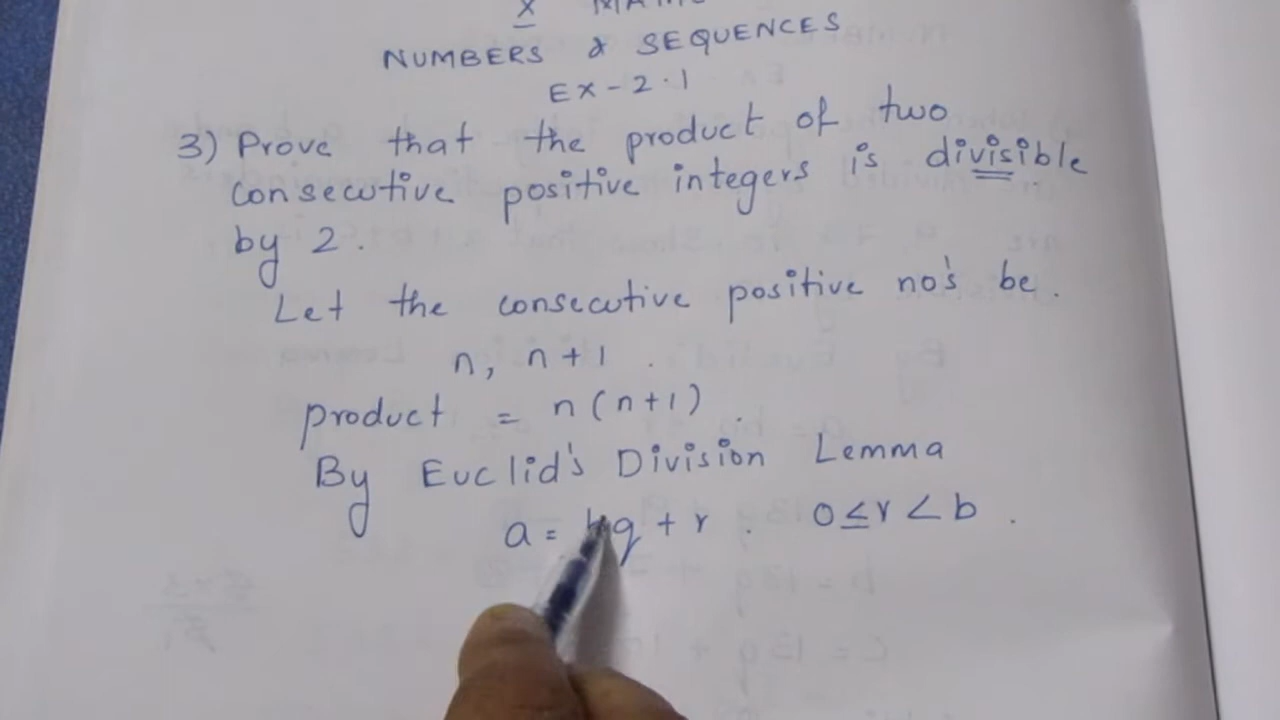 X
NUMBERS & SEQUENCES
EX-2.1
3) Prove that the product of two
consecutive positive integers is divisible
by 2.
Let the consecutive positive no's be.
n, n+1.
product = n(n+1).
By Euclid's Division Lemma
a = bq + r. 0≤r<b.